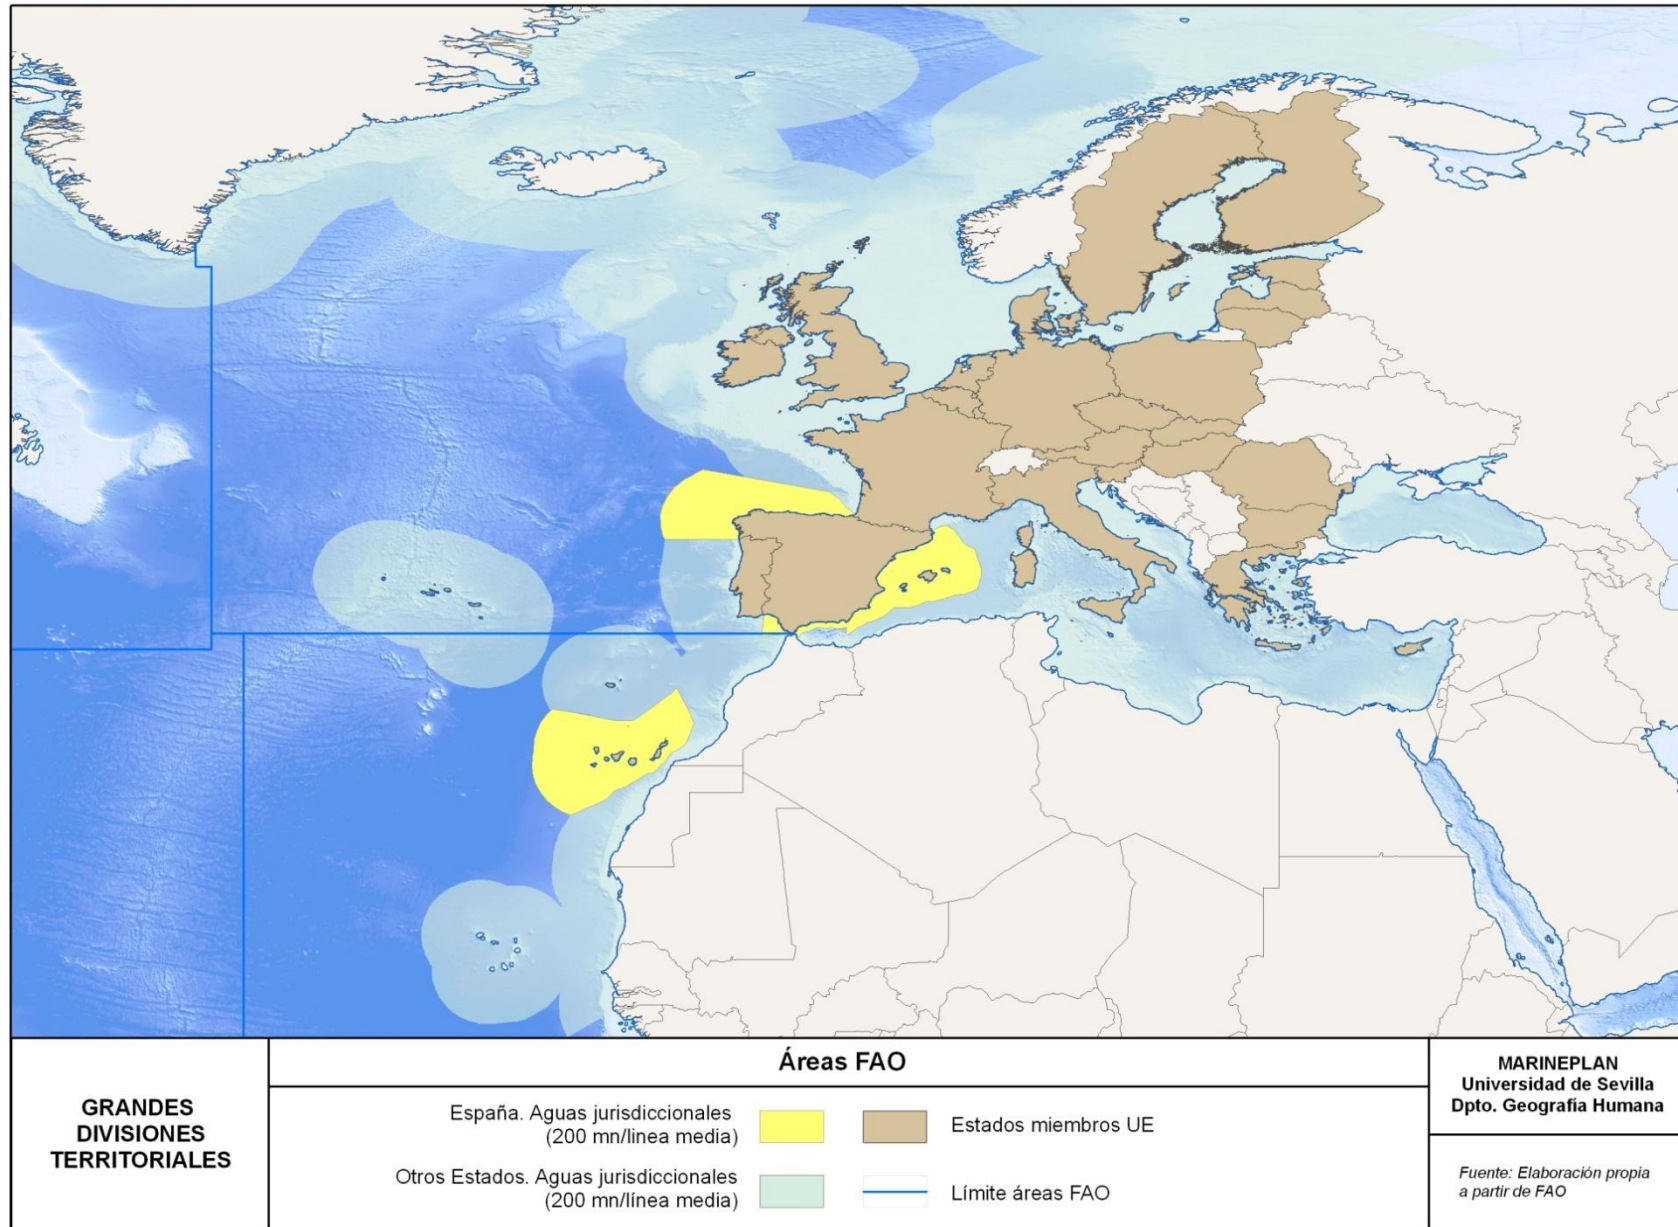 GRANDES
DIVISIONES
TERRITORIALES
Áreas FAO
España. Aguas jurisdiccionales
(200 mn/linea media)
Estados miembros UE
Otros Estados. Aguas jurisdiccionales
(200 mn/línea media)
Límite áreas FAO
MARINEPLAN
Universidad de Sevilla
Dpto. Geografía Humana
Fuente: Elaboración propia
a partir de FAO